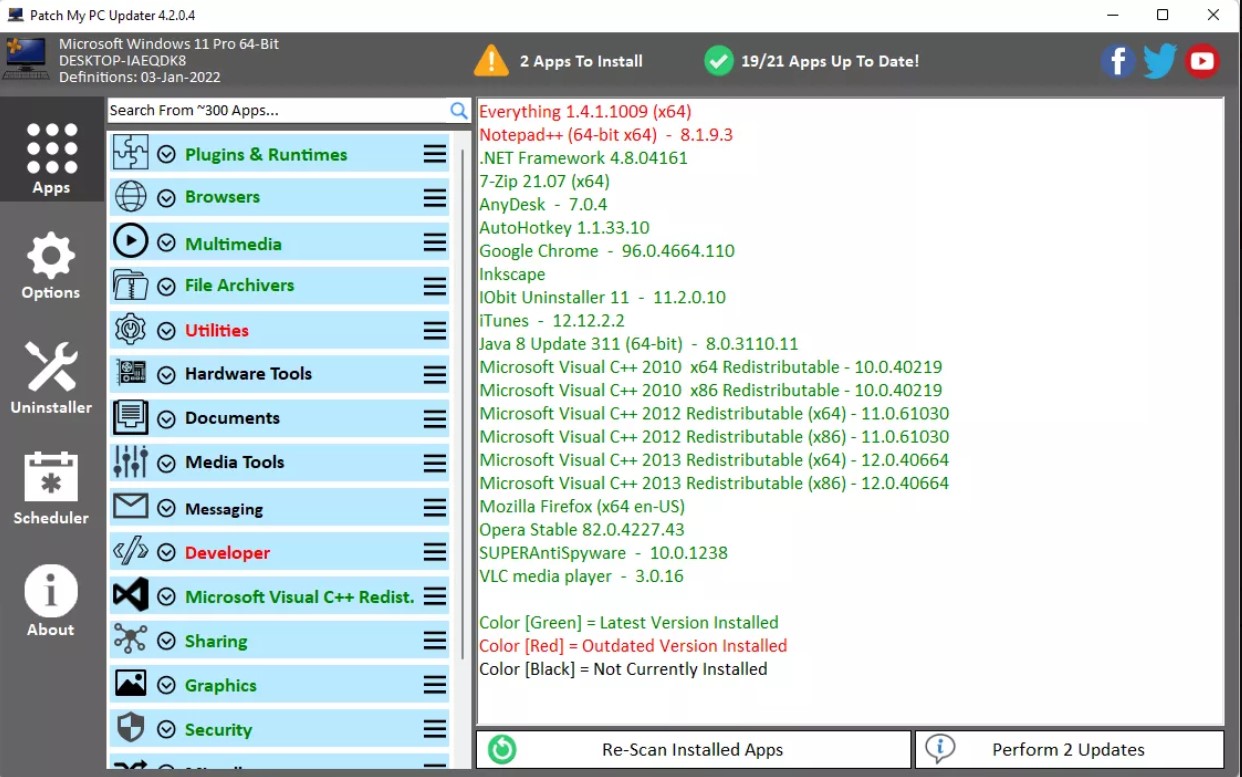 Patch My PC Updater 4.2.0.4
Microsoft Windows 11 Pro 64-Bit
DESKTOP-IAEQDK8
Definitions: 03-Jan-2022
2 Apps To Install
19/21 Apps Up To Date!
Apps
Options
Uninstaller
Scheduler
About
Search From ~300 Apps...
Plugins & Runtimes
Browsers
Multimedia
File Archivers
Utilities
Hardware Tools
Documents
Media Tools
Messaging
Developer
Microsoft Visual C++ Redist.
Sharing
Graphics
Security
Everything 1.4.1.1009 (x64)
Notepad++ (64-bit x64) - 8.1.9.3
.NET Framework 4.8.04161
7-Zip 21.07 (x64)
AnyDesk - 7.0.4
AutoHotkey 1.1.33.10
Google Chrome - 96.0.4664.110
Inkscape
IObit Uninstaller 11 - 11.2.0.10
iTunes - 12.12.2.2
Java 8 Update 311 (64-bit) - 8.0.3110.11
Microsoft Visual C++ 2010 x64 Redistributable - 10.0.40219
Microsoft Visual C++ 2010 x86 Redistributable - 10.0.40219
Microsoft Visual C++ 2012 Redistributable (x64) - 11.0.61030
Microsoft Visual C++ 2012 Redistributable (x86) - 11.0.61030
Microsoft Visual C++ 2013 Redistributable (x64) - 12.0.40664
Microsoft Visual C++ 2013 Redistributable (x86) - 12.0.40664
Mozilla Firefox (x64 en-US)
Opera Stable 82.0.4227.43
SUPERAntiSpyware - 10.0.1238
VLC media player - 3.0.16
Color [Green] = Latest Version Installed
Color [Red] = Outdated Version Installed
Color [Black] = Not Currently Installed
Re-Scan Installed Apps
Perform 2 Updates